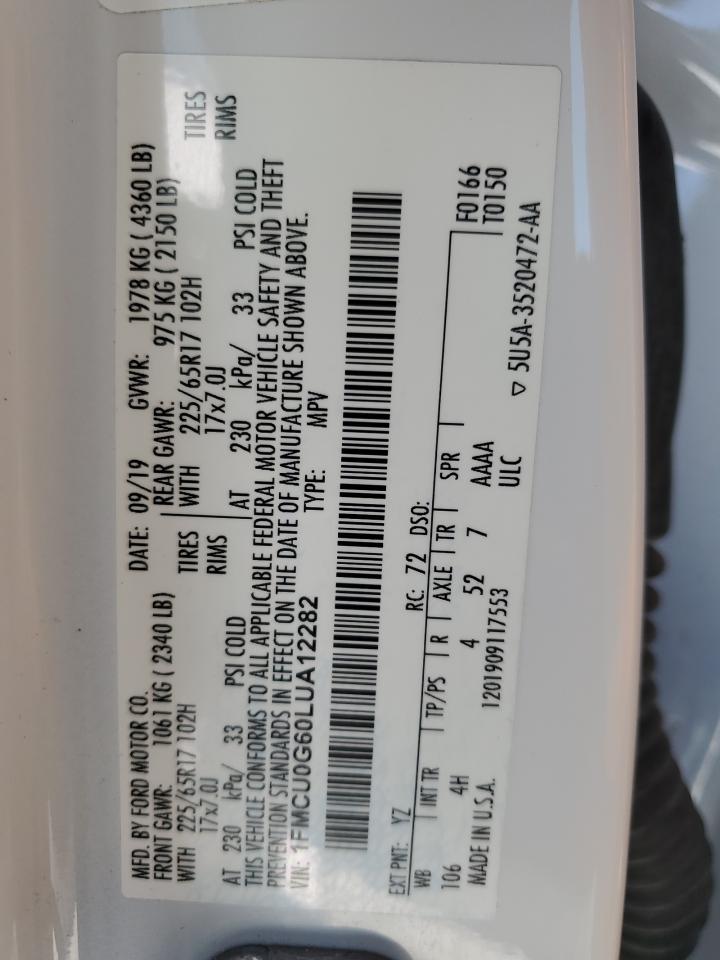 MFD. BY FORD MOTOR CO. DATE: 09/19 GVWR: 1978 KG ( 4360 LB)
FRONT GAWR: 1061 KG ( 2340 LB) REAR GAWR: 975 KG ( 2150 LB)
WITH 225/65R17 102H TIRES WITH 225/65R17 102H TIRES
17x7.0J RIMS 17x7.0J RIMS
AT 230 kPa/ 33 PSI COLD AT 230 kPa/ 33 PSI COLD
THIS VEHICLE CONFORMS TO ALL APPLICABLE FEDERAL MOTOR VEHICLE SAFETY AND THEFT
PREVENTION STANDARDS IN EFFECT ON THE DATE OF MANUFACTURE SHOWN ABOVE.
VIN: 1FMCU0G60LUA12282 TYPE: MPV
EXT PNT: YZ RC: 72 DSO:
WB INT TR TP/PS R AXLE TR SPR F0166
106 4H 4 52 7 AAAA T0150
MADE IN U.S.A. 1201909117553 ULC ▽ 5U5A-3520472-AA